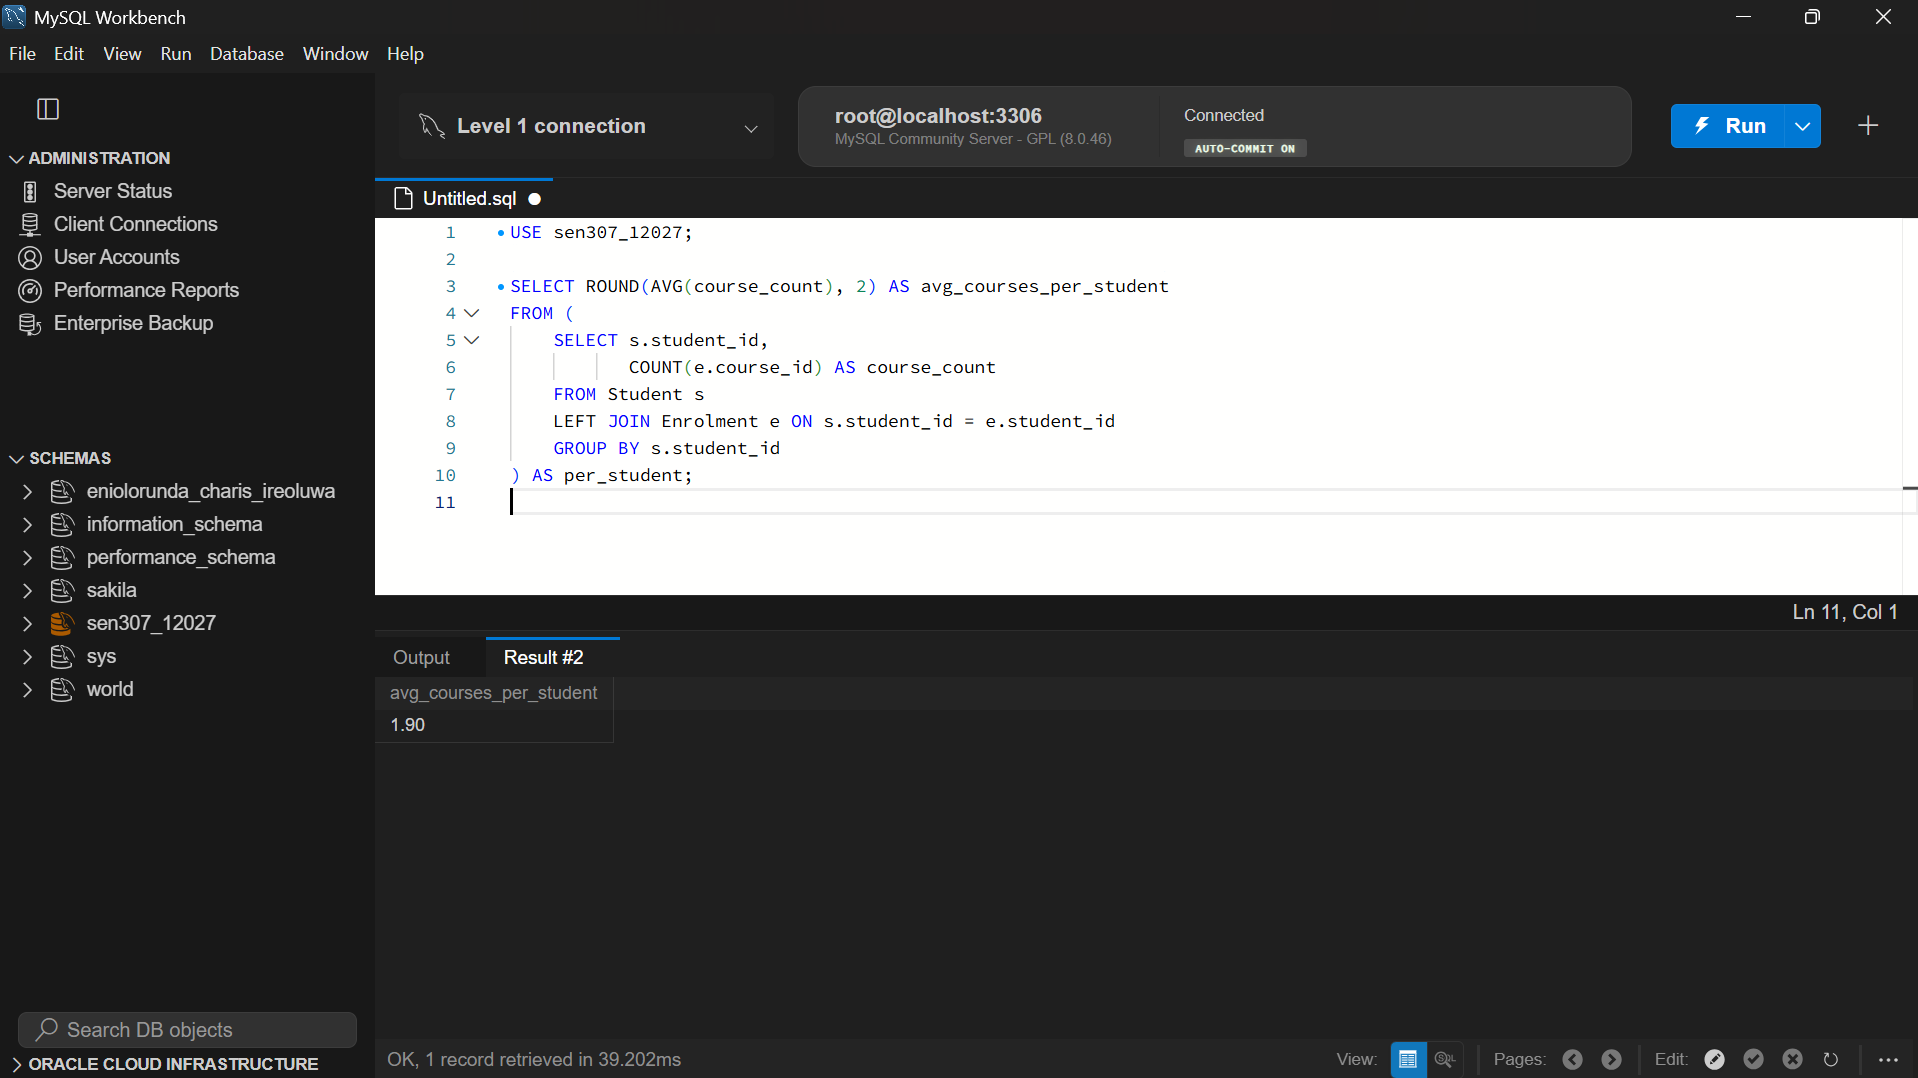 MySQL Workbench
File Edit View Run Database Window Help
Level 1 connection
root@localhost:3306
MySQL Community Server - GPL (8.0.46)
Connected
AUTO-COMMIT ON
Run
ADMINISTRATION
Server Status
Client Connections
User Accounts
Performance Reports
Enterprise Backup
SCHEMAS
eniolorunda_charis_ireoluwa
information_schema
performance_schema
sakila
sen307_12027
sys
world
Search DB objects
ORACLE CLOUD INFRASTRUCTURE
Untitled.sql
1 USE sen307_12027;
2
3 SELECT ROUND(AVG(course_count), 2) AS avg_courses_per_student
4 FROM (
5 SELECT s.student_id,
6 COUNT(e.course_id) AS course_count
7 FROM Student s
8 LEFT JOIN Enrolment e ON s.student_id = e.student_id
9 GROUP BY s.student_id
10 ) AS per_student;
11
Ln 11, Col 1
Output Result #2
avg_courses_per_student
1.90
OK, 1 record retrieved in 39.202ms
View: SQL Pages: Edit: